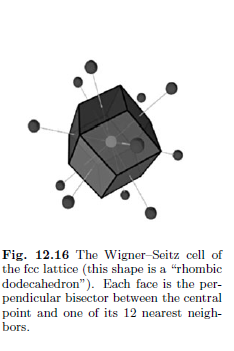 Fig. 12.16 The Wigner–Seitz cell of
the fcc lattice (this shape is a “rhombic
dodecahedron”). Each face is the per-
pendicular bisector between the central
point and one of its 12 nearest neigh-
bors.